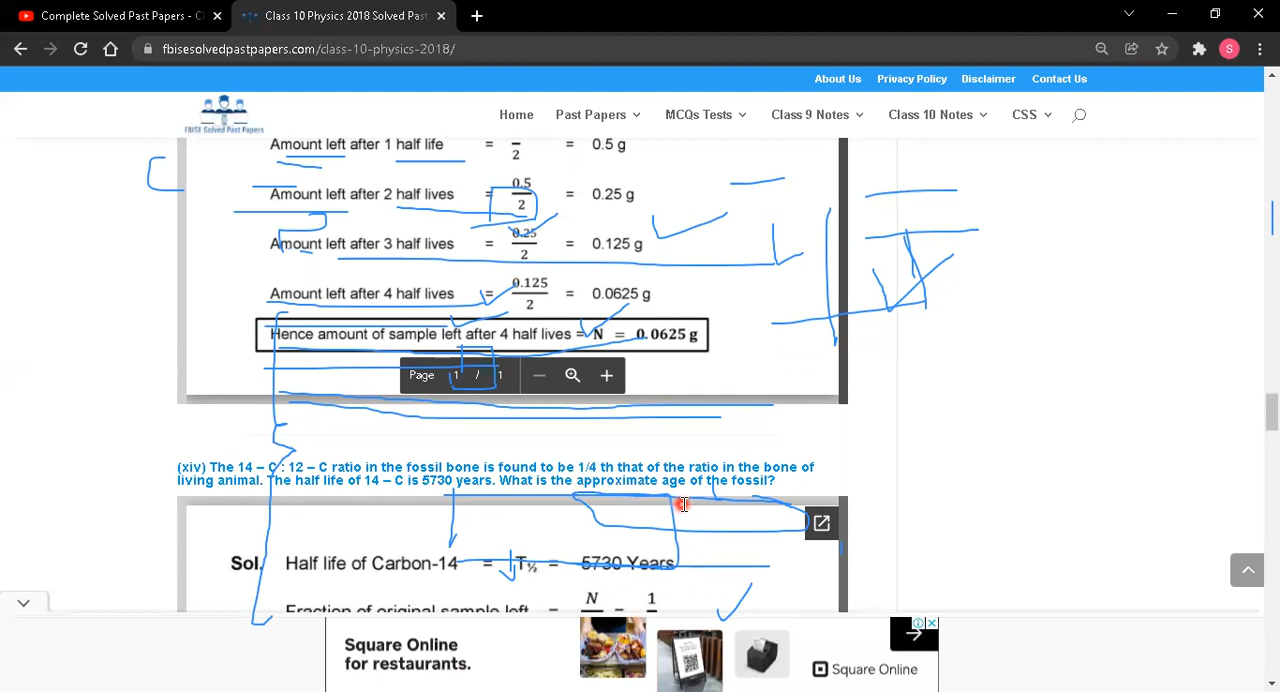 Complete Solved Past Papers - C
Class 10 Physics 2018 Solved Past
fbisesolvedpastpapers.com/class-10-physics-2018/
S
About Us Privacy Policy Disclaimer Contact Us
FBISE Solved Past Papers
Home Past Papers MCQs Tests Class 9 Notes Class 10 Notes CSS
Amount left after 1 half life = /2 = 0.5 g
Amount left after 2 half lives = 0.5/2 = 0.25 g
Amount left after 3 half lives = 0.25/2 = 0.125 g
Amount left after 4 half lives = 0.125/2 = 0.0625 g
Hence amount of sample left after 4 half lives = N = 0.0625 g
Page 1 / 1
(xiv) The 14 – C : 12 – C ratio in the fossil bone is found to be 1/4 th that of the ratio in the bone of
living animal. The half life of 14 – C is 5730 years. What is the approximate age of the fossil?
Sol. Half life of Carbon-14 = T½ = 5730 Years
Fraction of original sample left = N = 1
Square Online
for restaurants.
Square Online